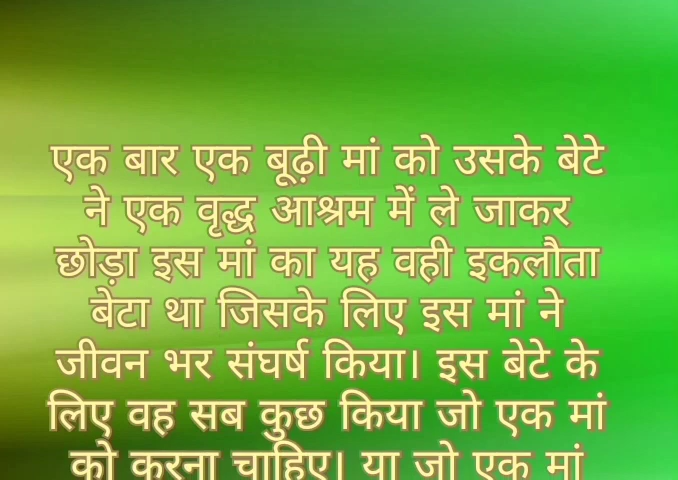 एक बार एक बूढ़ी मां को उसके बेटे
ने एक वृद्ध आश्रम में ले जाकर
छोड़ा इस मां का यह वही इकलौता
बेटा था जिसके लिए इस मां ने
जीवन भर संघर्ष किया। इस बेटे के
लिए वह सब कुछ किया जो एक मां
को करना चाहिए। या जो एक मां